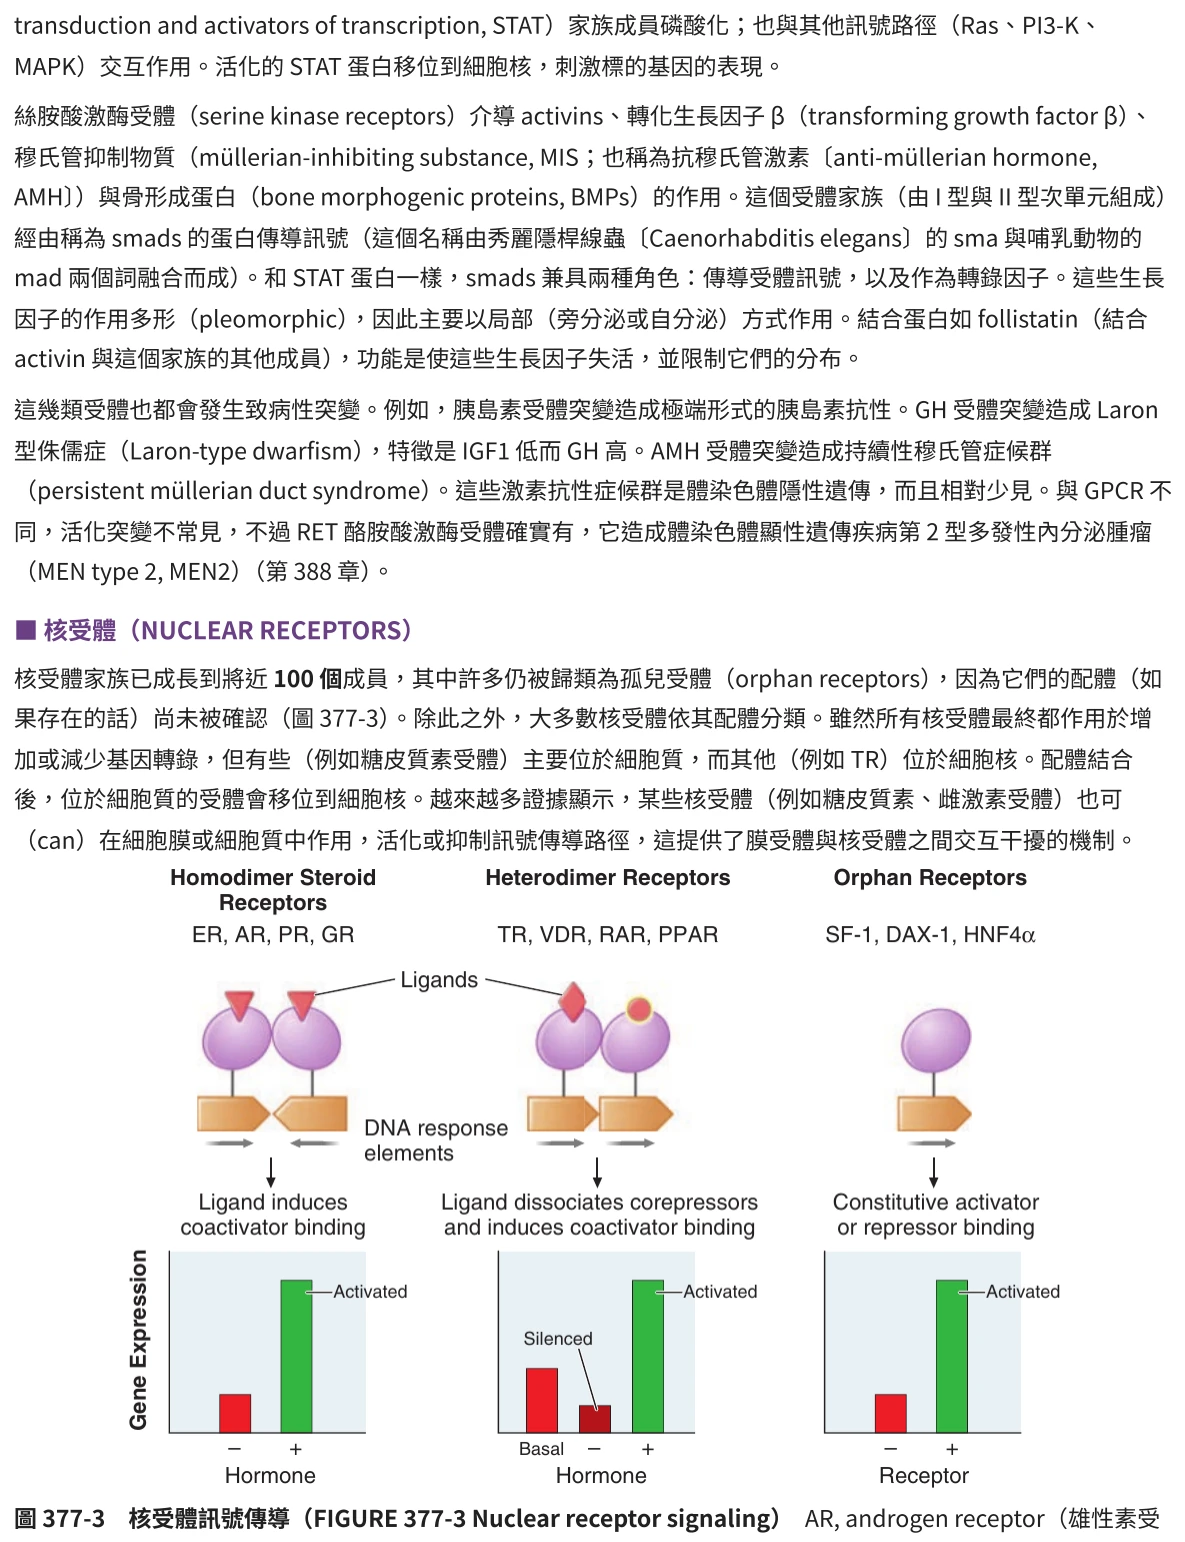 transduction and activators of transcription, STAT）家族成員磷酸化；也與其他訊號路徑（Ras、PI3-K、
MAPK）交互作用。活化的 STAT 蛋白移位到細胞核，刺激標的基因的表現。
絲胺酸激酶受體（serine kinase receptors）介導 activins、轉化生長因子 β（transforming growth factor β）、
穆氏管抑制物質（müllerian-inhibiting substance, MIS；也稱為抗穆氏管激素〔anti-müllerian hormone,
AMH〕）與骨形成蛋白（bone morphogenic proteins, BMPs）的作用。這個受體家族（由 I 型與 II 型次單元組成）
經由稱為 smads 的蛋白傳導訊號（這個名稱由秀麗隱桿線蟲〔Caenorhabditis elegans〕的 sma 與哺乳動物的
mad 兩個詞融合而成）。和 STAT 蛋白一樣，smads 兼具兩種角色：傳導受體訊號，以及作為轉錄因子。這些生長
因子的作用多形（pleomorphic），因此主要以局部（旁分泌或自分泌）方式作用。結合蛋白如 follistatin（結合
activin 與這個家族的其他成員），功能是使這些生長因子失活，並限制它們的分布。
這幾類受體也都會發生致病性突變。例如，胰島素受體突變造成極端形式的胰島素抗性。GH 受體突變造成 Laron
型侏儒症（Laron-type dwarfism），特徵是 IGF1 低而 GH 高。AMH 受體突變造成持續性穆氏管症候群
（persistent müllerian duct syndrome）。這些激素抗性症候群是體染色體隱性遺傳，而且相對少見。與 GPCR 不
同，活化突變不常見，不過 RET 酪胺酸激酶受體確實有，它造成體染色體顯性遺傳疾病第 2 型多發性內分泌腫瘤
（MEN type 2, MEN2）（第 388 章）。
■ 核受體（NUCLEAR RECEPTORS）
核受體家族已成長到將近 100 個成員，其中許多仍被歸類為孤兒受體（orphan receptors），因為它們的配體（如
果存在的話）尚未被確認（圖 377-3）。除此之外，大多數核受體依其配體分類。雖然所有核受體最終都作用於增
加或減少基因轉錄，但有些（例如糖皮質素受體）主要位於細胞質，而其他（例如 TR）位於細胞核。配體結合
後，位於細胞質的受體會移位到細胞核。越來越多證據顯示，某些核受體（例如糖皮質素、雌激素受體）也可
（can）在細胞膜或細胞質中作用，活化或抑制訊號傳導路徑，這提供了膜受體與核受體之間交互干擾的機制。
Homodimer Steroid
Receptors
ER, AR, PR, GR
Heterodimer Receptors
TR, VDR, RAR, PPAR
Orphan Receptors
SF-1, DAX-1, HNF4α
Ligands
DNA response
elements
Ligand induces
coactivator binding
Ligand dissociates corepressors
and induces coactivator binding
Constitutive activator
or repressor binding
Gene Expression
Activated
− +
Hormone
Silenced
Activated
Basal − +
Hormone
Activated
− +
Receptor
圖 377-3 核受體訊號傳導（FIGURE 377-3 Nuclear receptor signaling） AR, androgen receptor（雄性素受